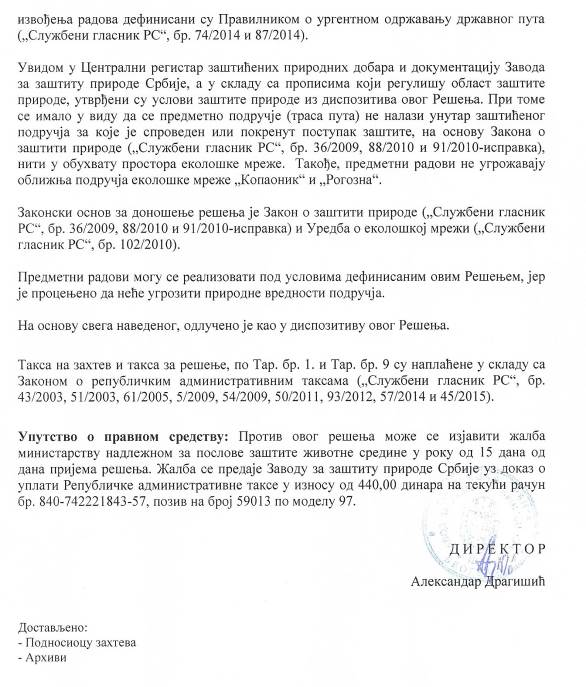 извођења радова дефинисани су Правилником о ургентном одржавању државног пута
(„Службени гласник РС“, бр. 74/2014 и 87/2014).
Увидом у Централни регистар заштићених природних добара и документацију Завода
за заштиту природе Србије, а у складу са прописима који регулишу област заштите
природе, утврђени су услови заштите природе из диспозитива овог Решења. При томе
се имало у виду да се предметно подручје (траса пута) не налази унутар заштићеног
подручја за које је спроведен или покренут поступак заштите, на основу Закона о
заштити природе („Службени гласник РС“, бр. 36/2009, 88/2010 и 91/2010-исправка),
нити у обухвату простора еколошке мреже. Такође, предметни радови не угрожавају
оближња подручја еколошке мреже „Копаоник“ и „Рогозна“.
Законски основ за доношење решења је Закон о заштити природе („Службени гласник
РС“, бр. 36/2009, 88/2010 и 91/2010-исправка) и Уредба о еколошкој мрежи („Службени
гласник РС“, бр. 102/2010).
Предметни радови могу се реализовати под условима дефинисаним овим Решењем, јер
је процењено да неће угрозити природне вредности подручја.
На основу свега наведеног, одлучено је као у диспозитиву овог Решења.
Такса на захтев и такса за решење, по Тар. бр. 1. и Тар. бр. 9 су наплаћене у складу са
Законом о републичким административним таксама („Службени гласник РС“, бр.
43/2003, 51/2003, 61/2005, 5/2009, 54/2009, 50/2011, 93/2012, 57/2014 и 45/2015).
Упутство о правном средству: Против овог решења може се изјавити жалба
министарству надлежном за послове заштите животне средине у року од 15 дана од
дана пријема решења. Жалба се предаје Заводу за заштиту природе Србије уз доказ о
уплати Републичке административне таксе у износу од 440,00 динара на текући рачун
бр. 840-742221843-57, позив на број 59013 по моделу 97.
Д И Р Е К Т О Р
Александар Драгишић
Достављено:
- Подносиоцу захтева
- Архиви